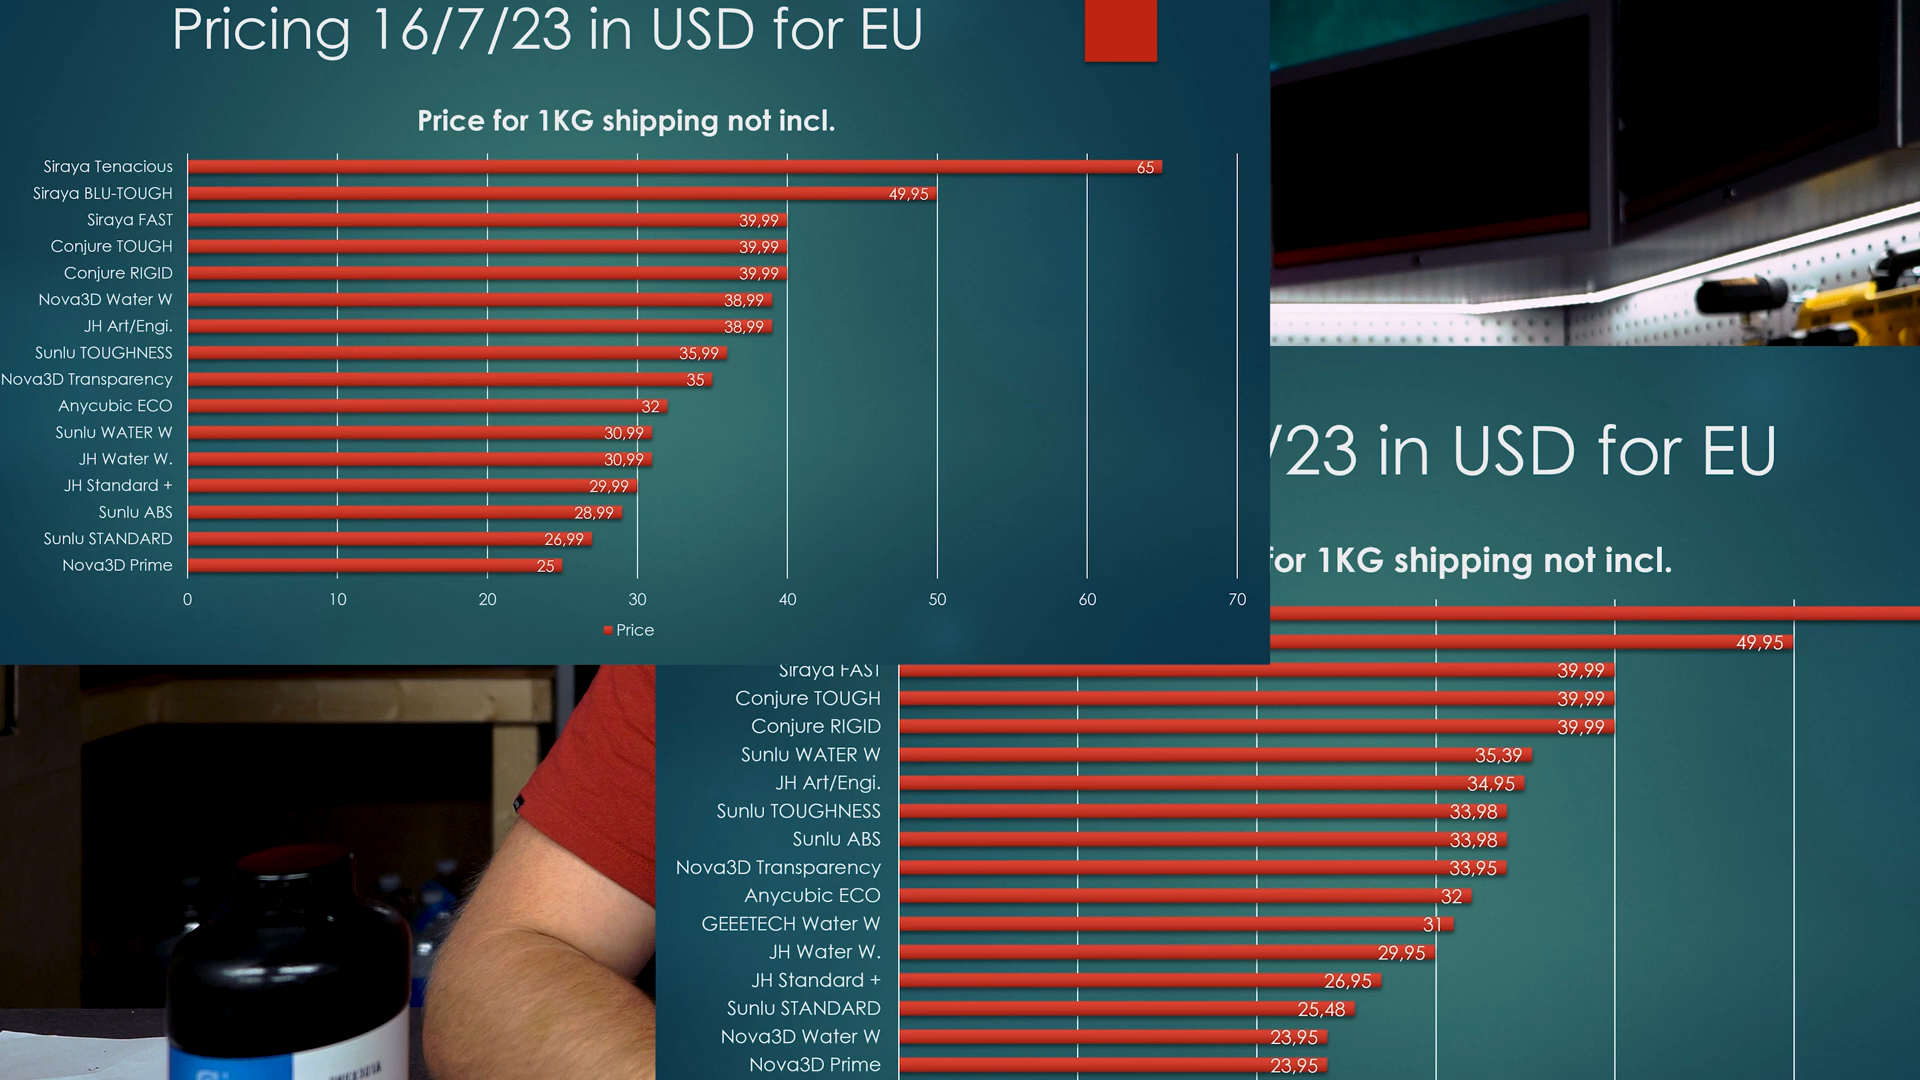 Pricing 16/7/23 in USD for EU
Price for 1KG shipping not incl.
Siraya Tenacious 65
Siraya BLU-TOUGH 49,95
Siraya FAST 39,99
Conjure TOUGH 39,99
Conjure RIGID 39,99
Nova3D Water W 38,99
JH Art/Engi. 38,99
Sunlu TOUGHNESS 35,99
Nova3D Transparency 35
Anycubic ECO 32
Sunlu WATER W 30,99
JH Water W. 30,99
JH Standard + 29,99
Sunlu ABS 28,99
Sunlu STANDARD 26,99
Nova3D Prime 25
0 10 20 30 40 50 60 70
Price
/23 in USD for EU
for 1KG shipping not incl.
49,95
Siraya FAST 39,99
Conjure TOUGH 39,99
Conjure RIGID 39,99
Sunlu WATER W 35,39
JH Art/Engi. 34,95
Sunlu TOUGHNESS 33,98
Sunlu ABS 33,98
Nova3D Transparency 33,95
Anycubic ECO 32
GEEETECH Water W 31
JH Water W. 29,95
JH Standard + 26,95
Sunlu STANDARD 25,48
Nova3D Water W 23,95
Nova3D Prime 23,95